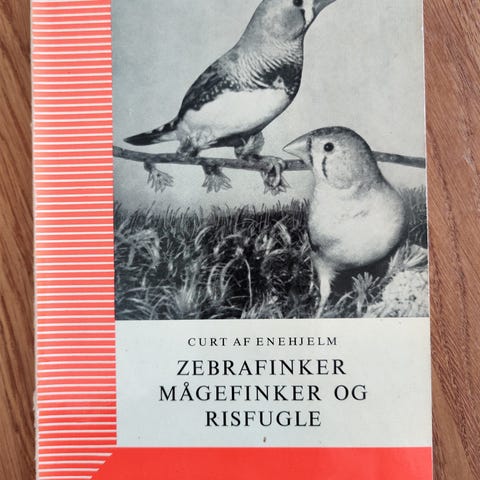 CURT AF ENEHJELM
ZEBRAFINKER
MÅGEFINKER OG
RISFUGLE